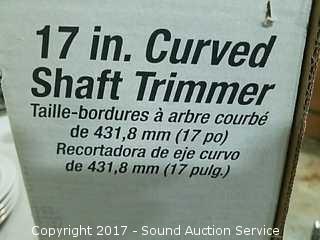 17 in. Curved
Shaft Trimmer
Taille-bordures à arbre courbé
de 431,8 mm (17 po)
Recortadora de eje curvo
de 431,8 mm (17 pulg.)
Copyright 2017 - Sound Auction Service